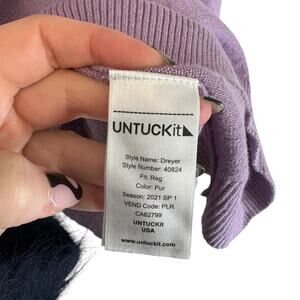 UNTUCKit
Style Name: Dreyer
Style Number: 40824
Fit: Reg
Color: Pur
Season: 2021 SP 1
VEND Code: PLR
CA62799
UNTUCKit
USA
www.untuckit.com